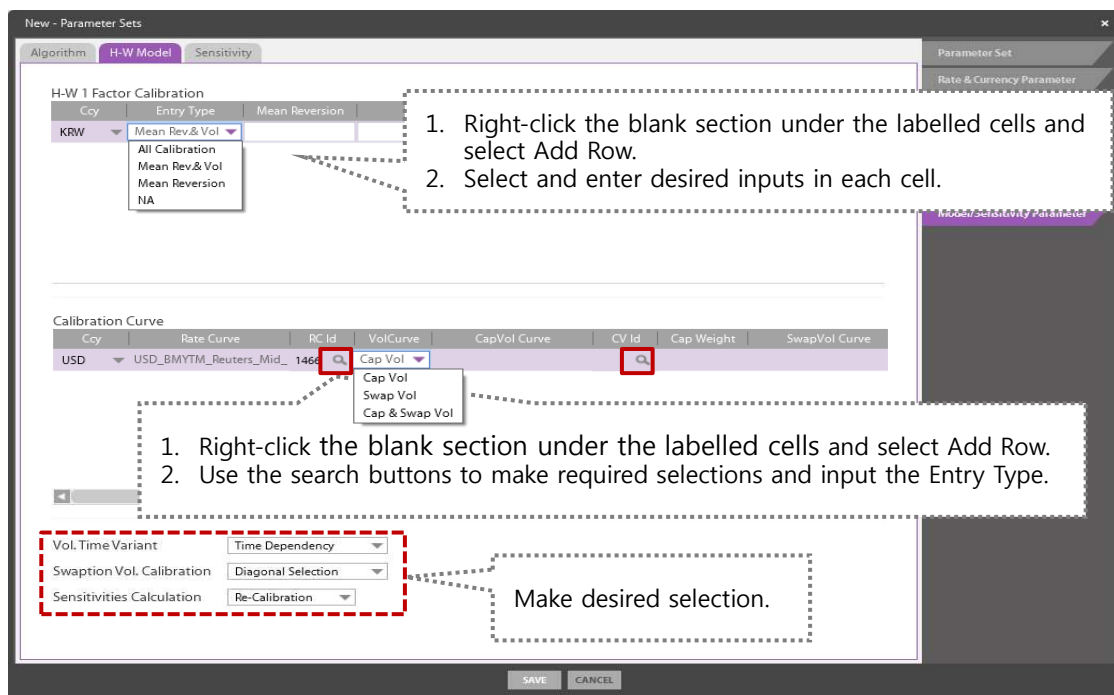 New - Parameter Sets
×
Algorithm H-W Model Sensitivity
Parameter Set
Rate & Currency Parameter
H-W 1 Factor Calibration
Ccy Entry Type Mean Reversion
KRW Mean Rev.& Vol
All Calibration
Mean Rev.& Vol
Mean Reversion
NA
1. Right-click the blank section under the labelled cells and
select Add Row.
2. Select and enter desired inputs in each cell.
Model/Sensitivity Parameter
Calibration Curve
Ccy Rate Curve RC Id VolCurve CapVol Curve CV Id Cap Weight SwapVol Curve
USD USD_BMYTM_Reuters_Mid_ 1466 Cap Vol
Cap Vol
Swap Vol
Cap & Swap Vol
1. Right-click the blank section under the labelled cells and select Add Row.
2. Use the search buttons to make required selections and input the Entry Type.
Vol. Time Variant Time Dependency
Swaption Vol. Calibration Diagonal Selection
Sensitivities Calculation Re-Calibration
Make desired selection.
SAVE CANCEL